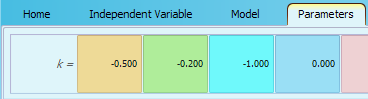 Home Independent Variable Model Parameters
k = -0.500 -0.200 -1.000 0.000